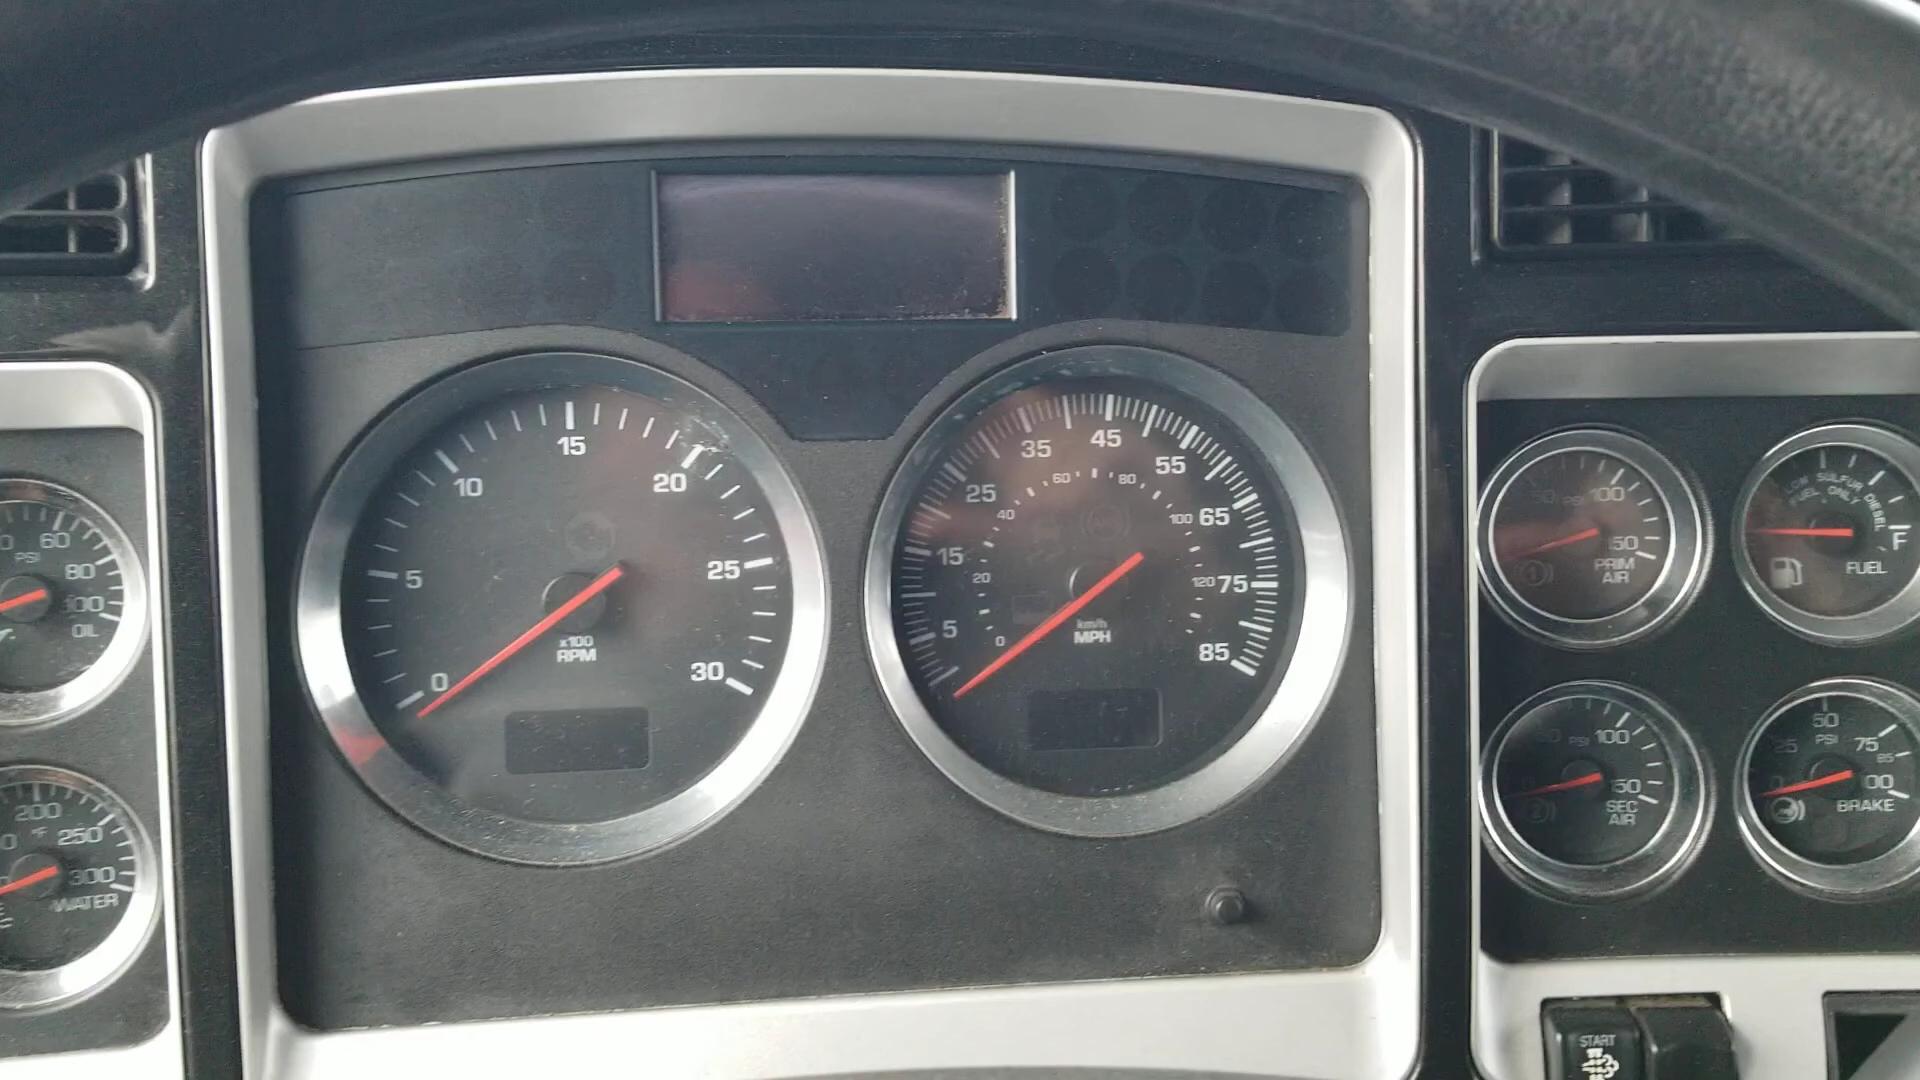 15
10
20
5
25
0
30
x100
RPM
45
35
55
25
65
15
75
5
85
60
80
40
100
20
120
0
km/h
MPH
60
PSI
80
100
OIL
200
°F
250
300
WATER
50
PSI
100
150
PRIM
AIR
LOW SULFUR DIESEL
FUEL ONLY
F
FUEL
PSI
100
150
SEC
AIR
50
25
PSI
75
85
100
BRAKE
START